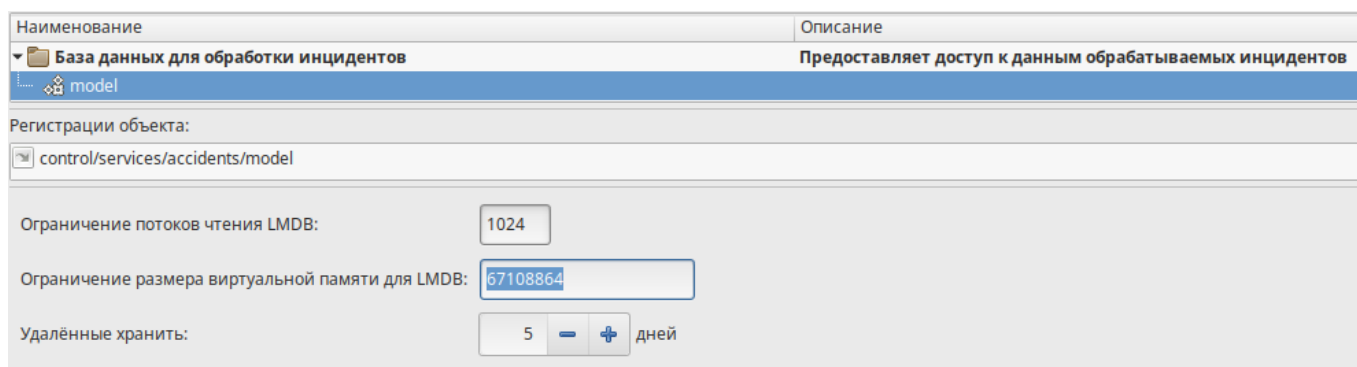 Наименование Описание
База данных для обработки инцидентов Предоставляет доступ к данным обрабатываемых инцидентов
model
Регистрации объекта:
control/services/accidents/model
Ограничение потоков чтения LMDB: 1024
Ограничение размера виртуальной памяти для LMDB: 67108864
Удалённые хранить: 5 дней